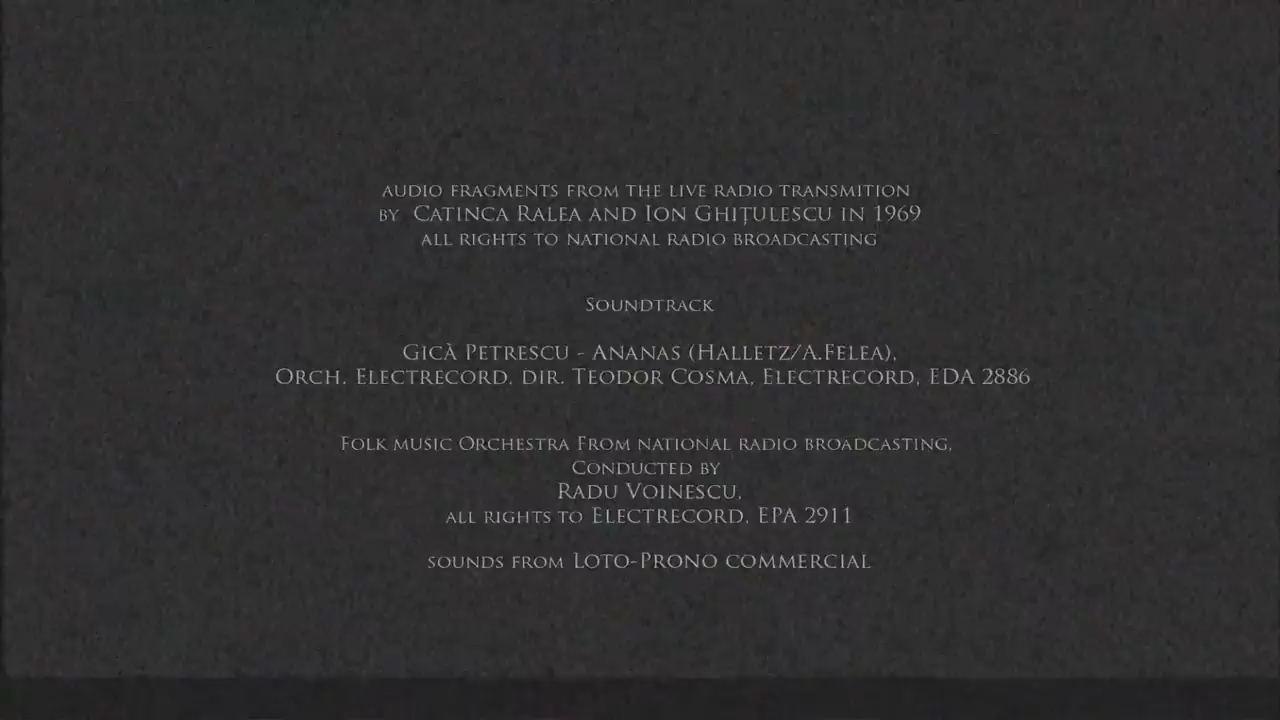 AUDIO FRAGMENTS FROM THE LIVE RADIO TRANSMITION
BY CATINCA RALEA AND ION GHIȚULESCU IN 1969
ALL RIGHTS TO NATIONAL RADIO BROADCASTING
SOUNDTRACK
GICĂ PETRESCU - ANANAS (HALLETZ/A.FELEA),
ORCH. ELECTRECORD, DIR. TEODOR COSMA, ELECTRECORD, EDA 2886
FOLK MUSIC ORCHESTRA FROM NATIONAL RADIO BROADCASTING,
CONDUCTED BY
RADU VOINESCU,
ALL RIGHTS TO ELECTRECORD, EPA 2911
SOUNDS FROM LOTO-PRONO COMMERCIAL